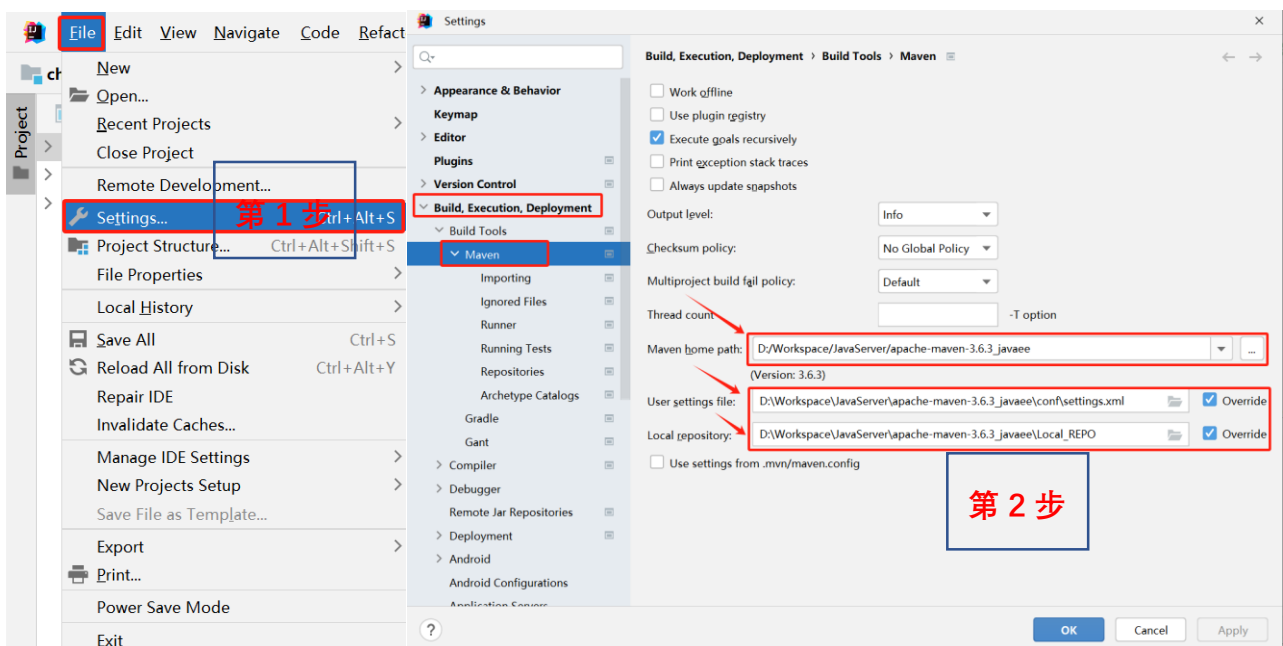 File Edit View Navigate Code Refact
ch
Project
New
Open...
Recent Projects
Close Project
Remote Development...
Settings... Ctrl+Alt+S
第 1 步
Project Structure... Ctrl+Alt+Shift+S
File Properties
Local History
Save All Ctrl+S
Reload All from Disk Ctrl+Alt+Y
Repair IDE
Invalidate Caches...
Manage IDE Settings
New Projects Setup
Save File as Template...
Export
Print...
Power Save Mode
Exit
Settings
Appearance & Behavior
Keymap
Editor
Plugins
Version Control
Build, Execution, Deployment
Build Tools
Maven
Importing
Ignored Files
Runner
Running Tests
Repositories
Archetype Catalogs
Gradle
Gant
Compiler
Debugger
Remote Jar Repositories
Deployment
Android
Android Configurations
Application Servers
?
Build, Execution, Deployment › Build Tools › Maven
Work offline
Use plugin registry
Execute goals recursively
Print exception stack traces
Always update snapshots
Output level: Info
Checksum policy: No Global Policy
Multiproject build fail policy: Default
Thread count -T option
Maven home path: D:/Workspace/JavaServer/apache-maven-3.6.3_javaee ...
(Version: 3.6.3)
User settings file: D:\Workspace\JavaServer\apache-maven-3.6.3_javaee\conf\settings.xml Override
Local repository: D:\Workspace\JavaServer\apache-maven-3.6.3_javaee\Local_REPO Override
Use settings from .mvn/maven.config
第 2 步
OK Cancel Apply